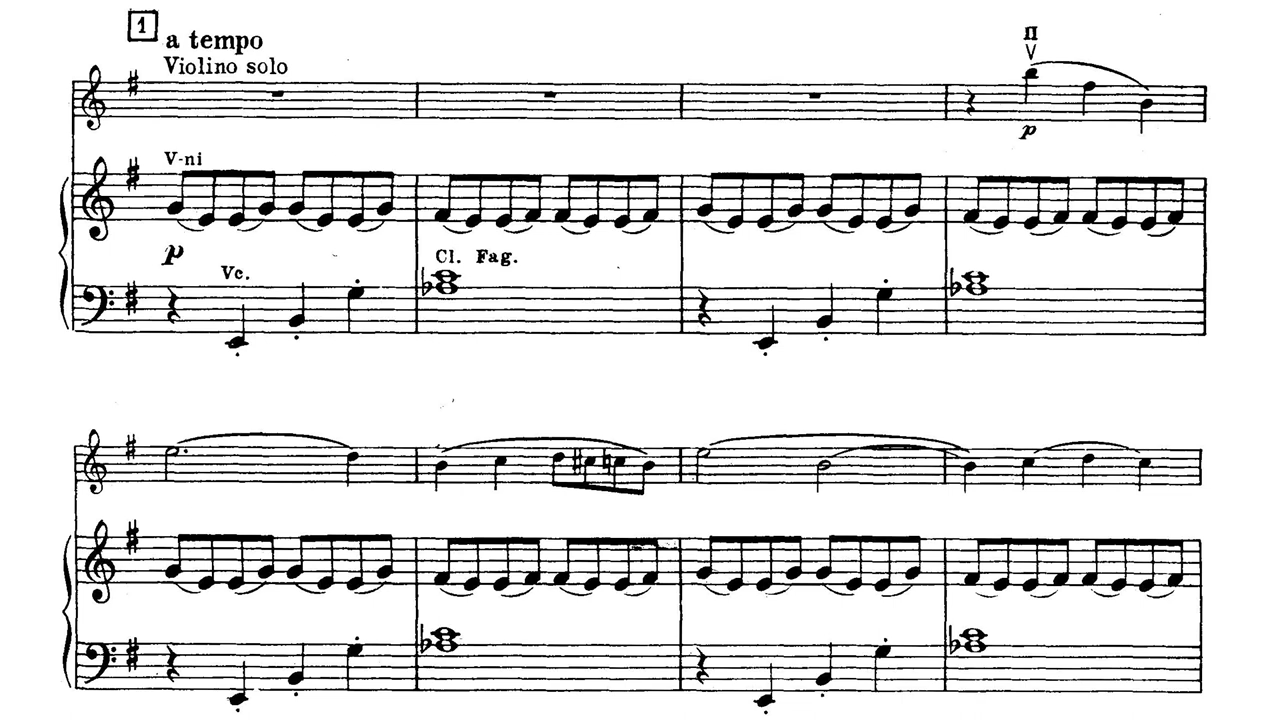 1
a tempo
Violino solo
П
p
V-ni
p
Vc.
Cl. Fag.